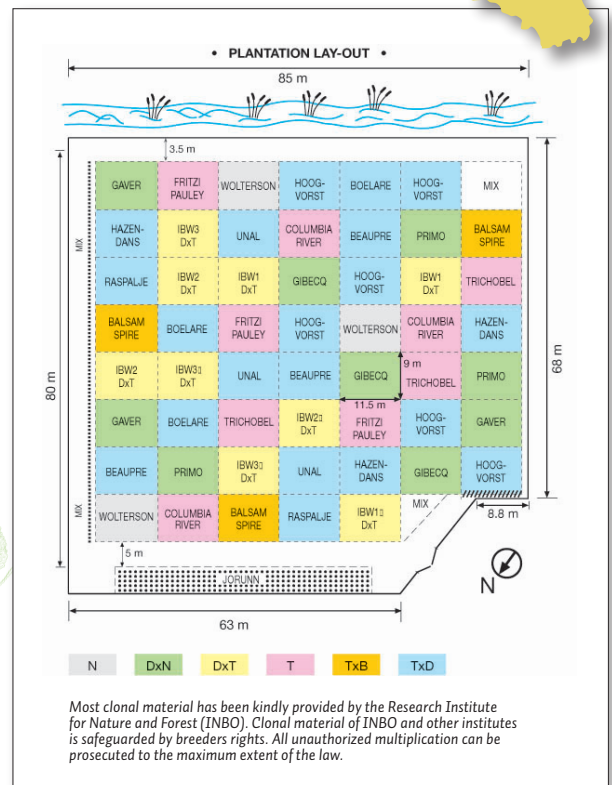 • PLANTATION LAY-OUT •
85 m
3.5 m
GAVER
FRITZI
PAULEY
WOLTERSON
HOOG-
VORST
BOELARE
HOOG-
VORST
MIX
MIX
HAZEN-
DANS
IBW3
DxT
UNAL
COLUMBIA
RIVER
BEAUPRE
PRIMO
BALSAM
SPIRE
RASPALJE
IBW2
DxT
IBW1
DxT
GIBECQ
HOOG-
VORST
IBW1
DxT
TRICHOBEL
BALSAM
SPIRE
BOELARE
FRITZI
PAULEY
HOOG-
VORST
WOLTERSON
COLUMBIA
RIVER
HAZEN-
DANS
80 m
68 m
IBW2
DxT
IBW3▯
DxT
UNAL
BEAUPRE
GIBECQ
9 m
TRICHOBEL
PRIMO
11.5 m
GAVER
BOELARE
TRICHOBEL
IBW2▯
DxT
FRITZI
PAULEY
HOOG-
VORST
GAVER
BEAUPRE
PRIMO
IBW3▯
DxT
UNAL
HAZEN-
DANS
GIBECQ
HOOG-
VORST
MIX
WOLTERSON
COLUMBIA
RIVER
BALSAM
SPIRE
RASPALJE
IBW1▯
DxT
MIX
8.8 m
5 m
JORUNN
N
63 m
N DxN DxT T TxB TxD
Most clonal material has been kindly provided by the Research Institute
for Nature and Forest (INBO). Clonal material of INBO and other institutes
is safeguarded by breeders rights. All unauthorized multiplication can be
prosecuted to the maximum extent of the law.